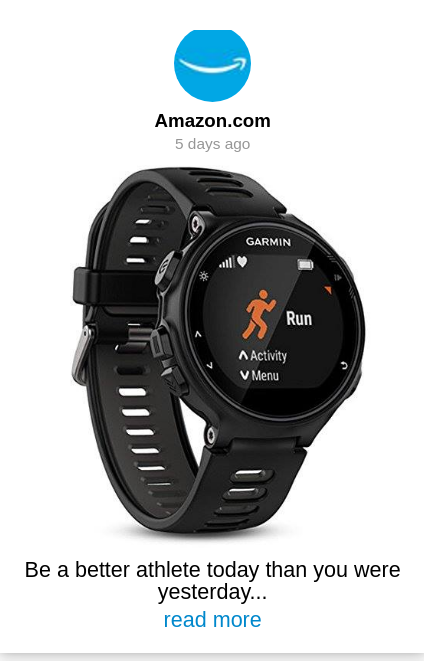 Amazon.com
5 days ago
GARMIN
Run
Activity
Menu
Be a better athlete today than you were
yesterday...
read more